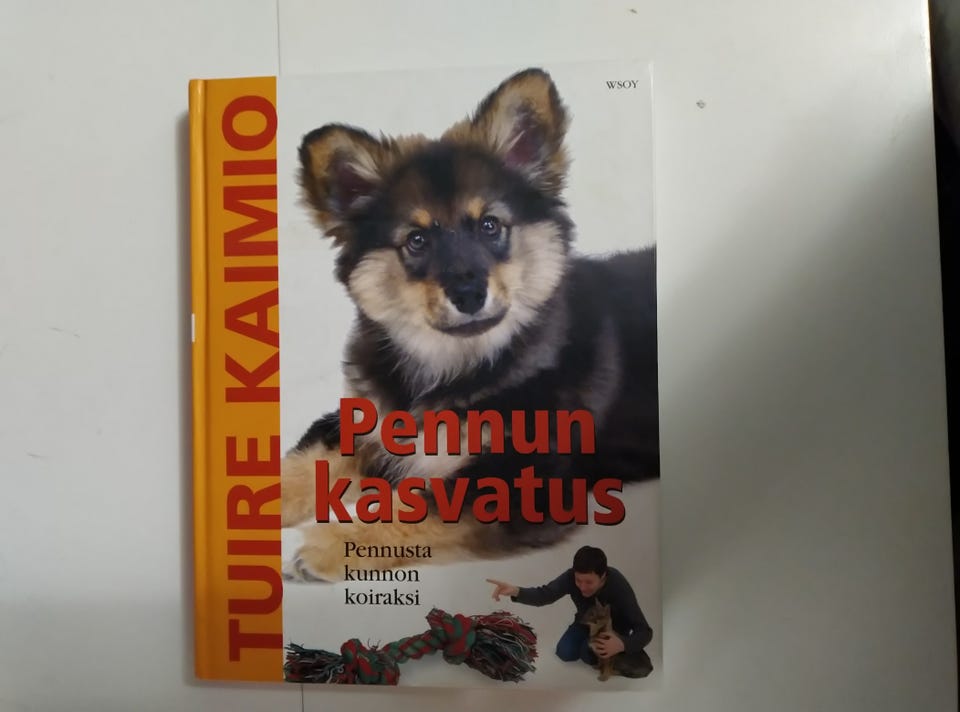 WSOY
TUIRE KAIMIO
Pennun
kasvatus
Pennusta
kunnon
koiraksi